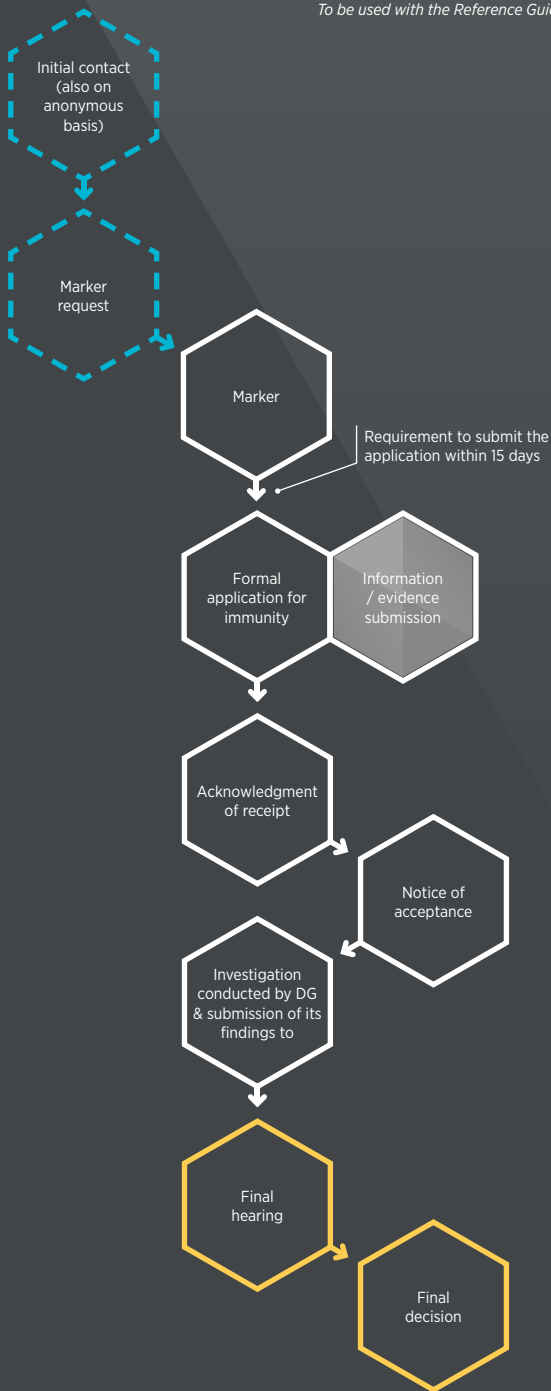 To be used with the Reference Guid
Initial contact
(also on
anonymous
basis)
Marker
request
Marker
Requirement to submit the
application within 15 days
Formal
application for
immunity
Information
/ evidence
submission
Acknowledgment
of receipt
Notice of
acceptance
Investigation
conducted by DG
& submission of its
findings to
Final
hearing
Final
decision